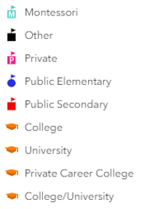 M Montessori
Other
P Private
Public Elementary
Public Secondary
College
University
Private Career College
College/University